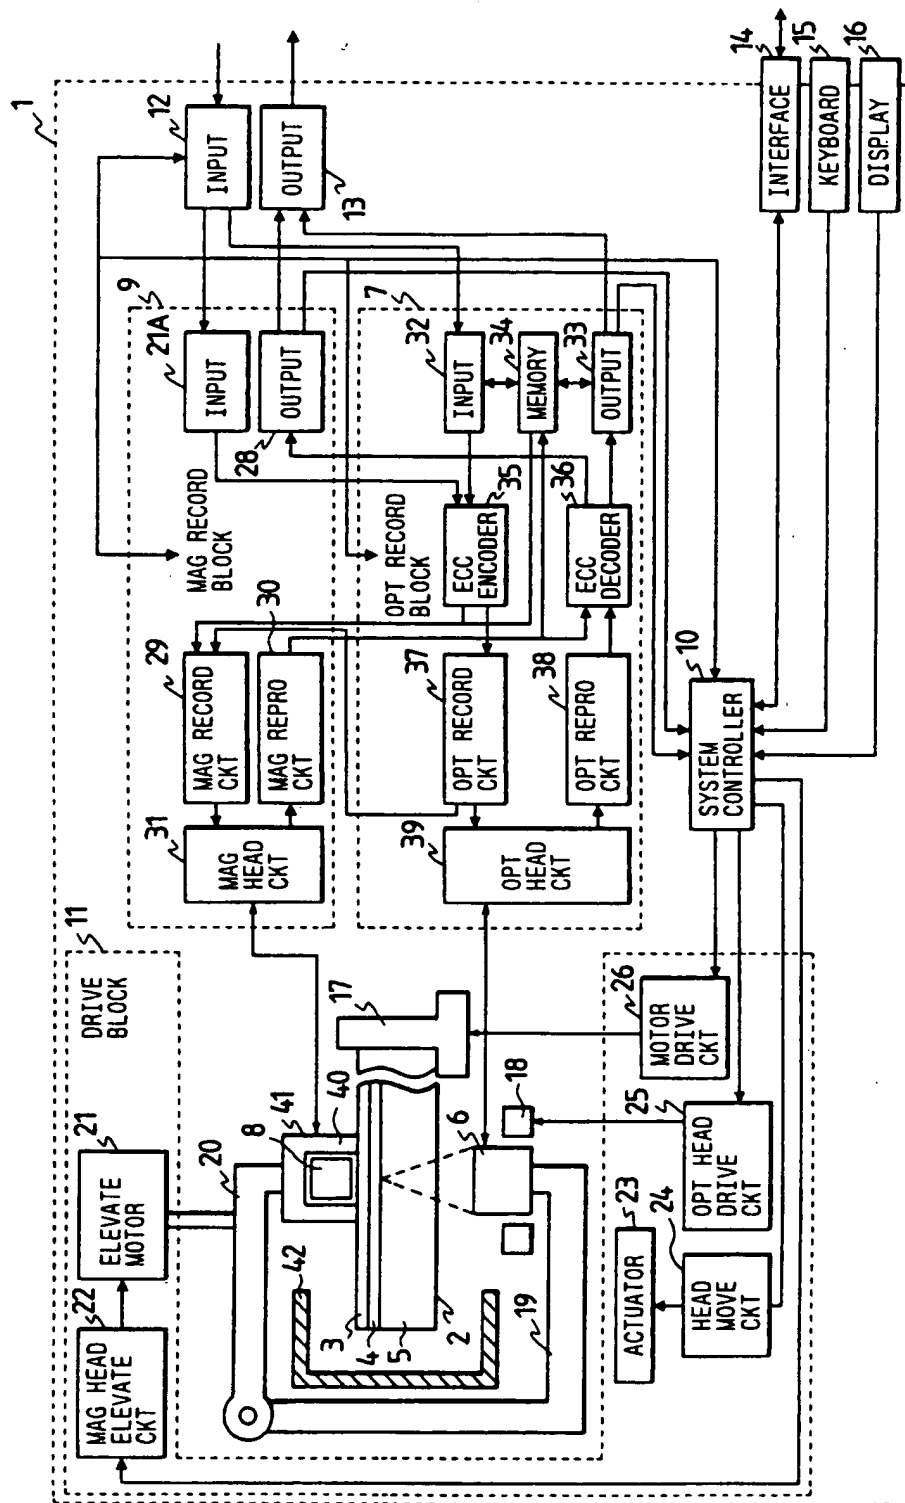 1
11
DRIVE
BLOCK
MAG HEAD
ELEVATE
CKT
22
ELEVATE
MOTOR
21
20
8
41
40
42
3
4
5
2
17
6
18
19
ACTUATOR
23
HEAD
MOVE
CKT
24
OPT HEAD
DRIVE
CKT
25
MOTOR
DRIVE
CKT
26
9
MAG RECORD
BLOCK
31
MAG
HEAD
CKT
29
MAG RECORD
CKT
MAG REPRO
CKT
30
21A
INPUT
OUTPUT
28
7
OPT RECORD
BLOCK
39
OPT
HEAD
CKT
37
OPT RECORD
CKT
38
OPT REPRO
CKT
ECC
ENCODER
35
36
ECC
DECODER
32
INPUT
34
MEMORY
33
OUTPUT
12
INPUT
OUTPUT
13
10
SYSTEM
CONTROLLER
14
INTERFACE
15
KEYBOARD
16
DISPLAY